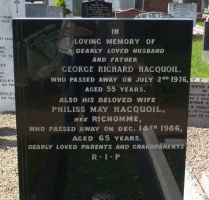 IN
LOVING MEMORY OF
A DEARLY LOVED HUSBAND
AND FATHER
GEORGE RICHARD HACQUOIL,
WHO PASSED AWAY ON JULY 2ND 1976,
AGED 55 YEARS.
ALSO HIS BELOVED WIFE
PHILISS MAY HACQUOIL,
NÉE RICHOMME,
WHO PASSED AWAY ON DEC. 14TH 1986,
AGED 65 YEARS.
DEARLY LOVED PARENTS AND GRANDPARENTS
R·I·P